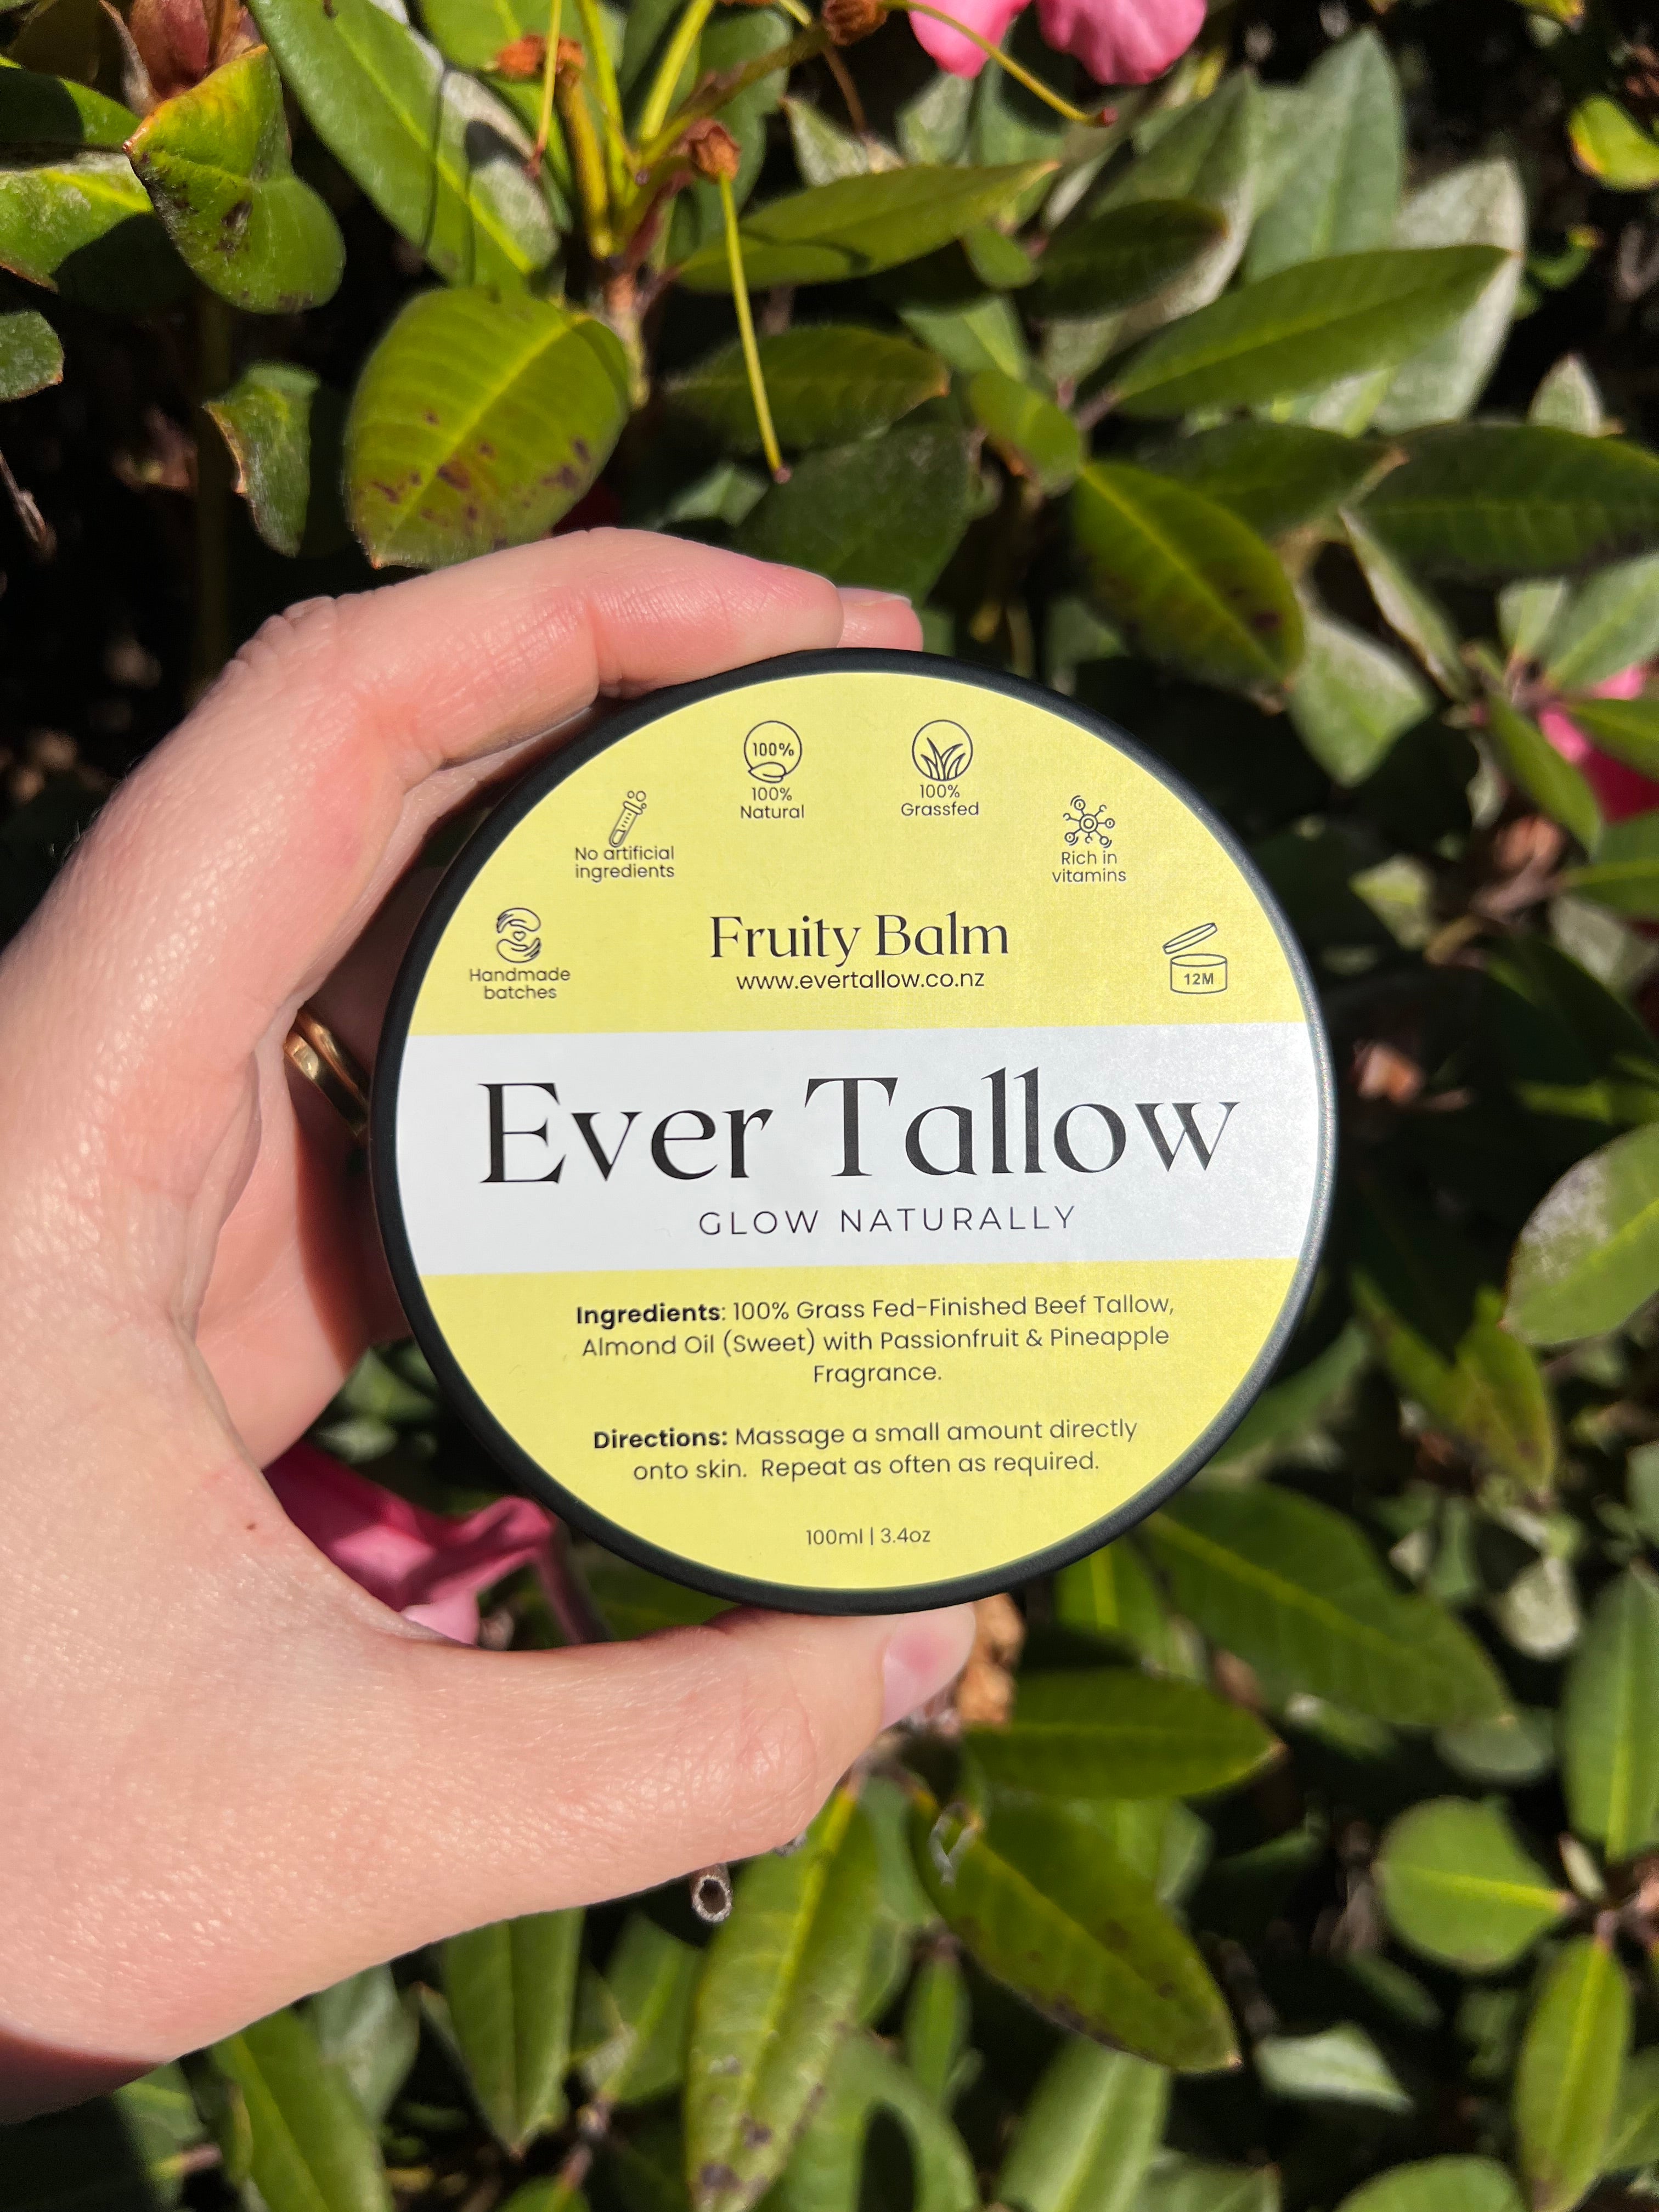 100%
100%
Natural
100%
Grassfed
No artificial
ingredients
Rich in
vitamins
Handmade
batches
Fruity Balm
www.evertallow.co.nz
12M
Ever Tallow
GLOW NATURALLY
Ingredients: 100% Grass Fed-Finished Beef Tallow,
Almond Oil (Sweet) with Passionfruit & Pineapple
Fragrance.
Directions: Massage a small amount directly
onto skin. Repeat as often as required.
100ml | 3.4oz